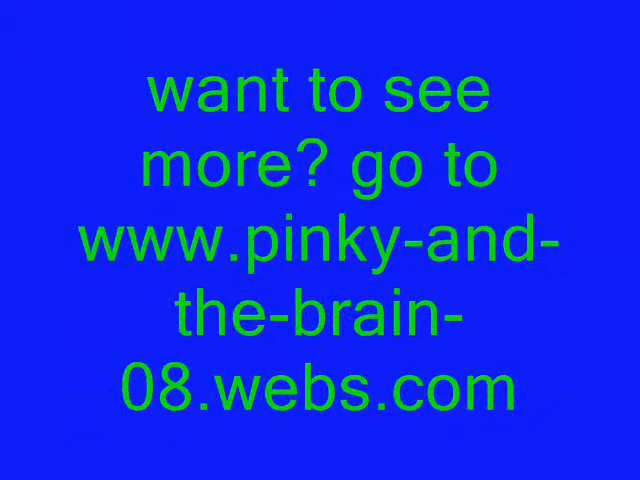 want to see
more? go to
www.pinky-and-
the-brain-
08.webs.com